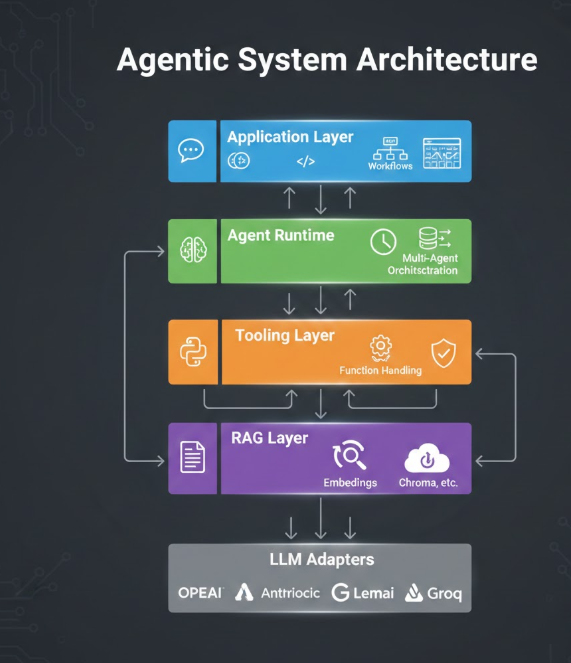 Agentic System Architecture
Application Layer
</>
Workflows
Agent Runtime
Multi-Agent
Orchitsctration
Tooling Layer
Function Handling
RAG Layer
Embedings
Chroma, etc.
LLM Adapters
OPEAI Antrriocic G Lemai Groq